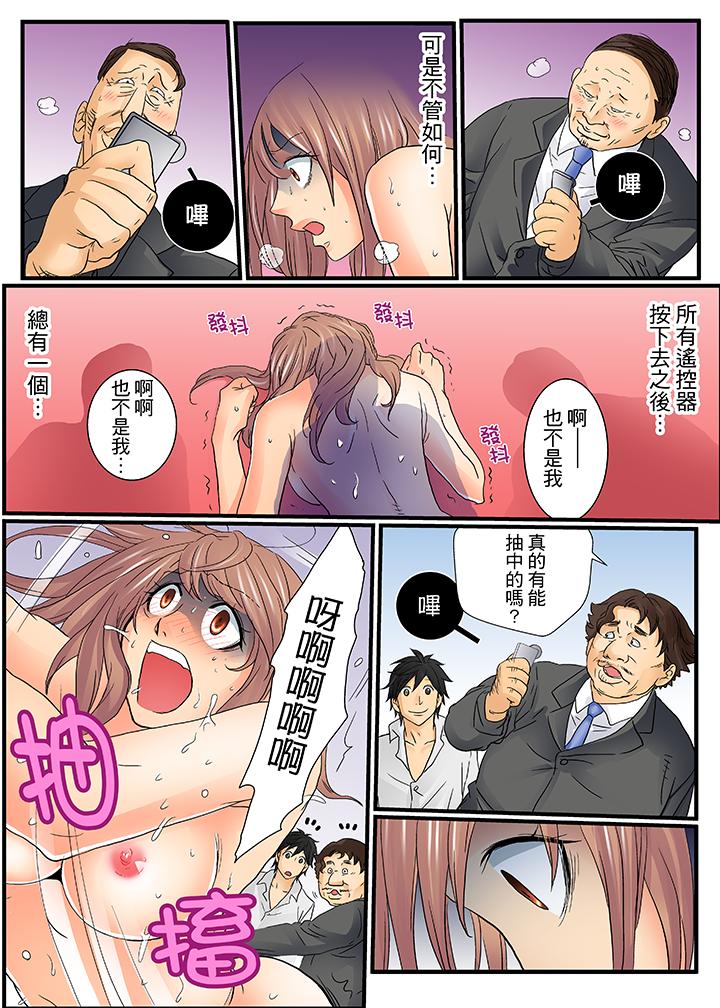 嗶
可是不管如何…
嗶
所有遙控器
按下去之後…
啊——
也不是我
發抖
發抖
發抖
啊啊
也不是我…
總有一個…
真的有能
抽中的嗎?
嗶
呀啊啊啊啊
抽
搐